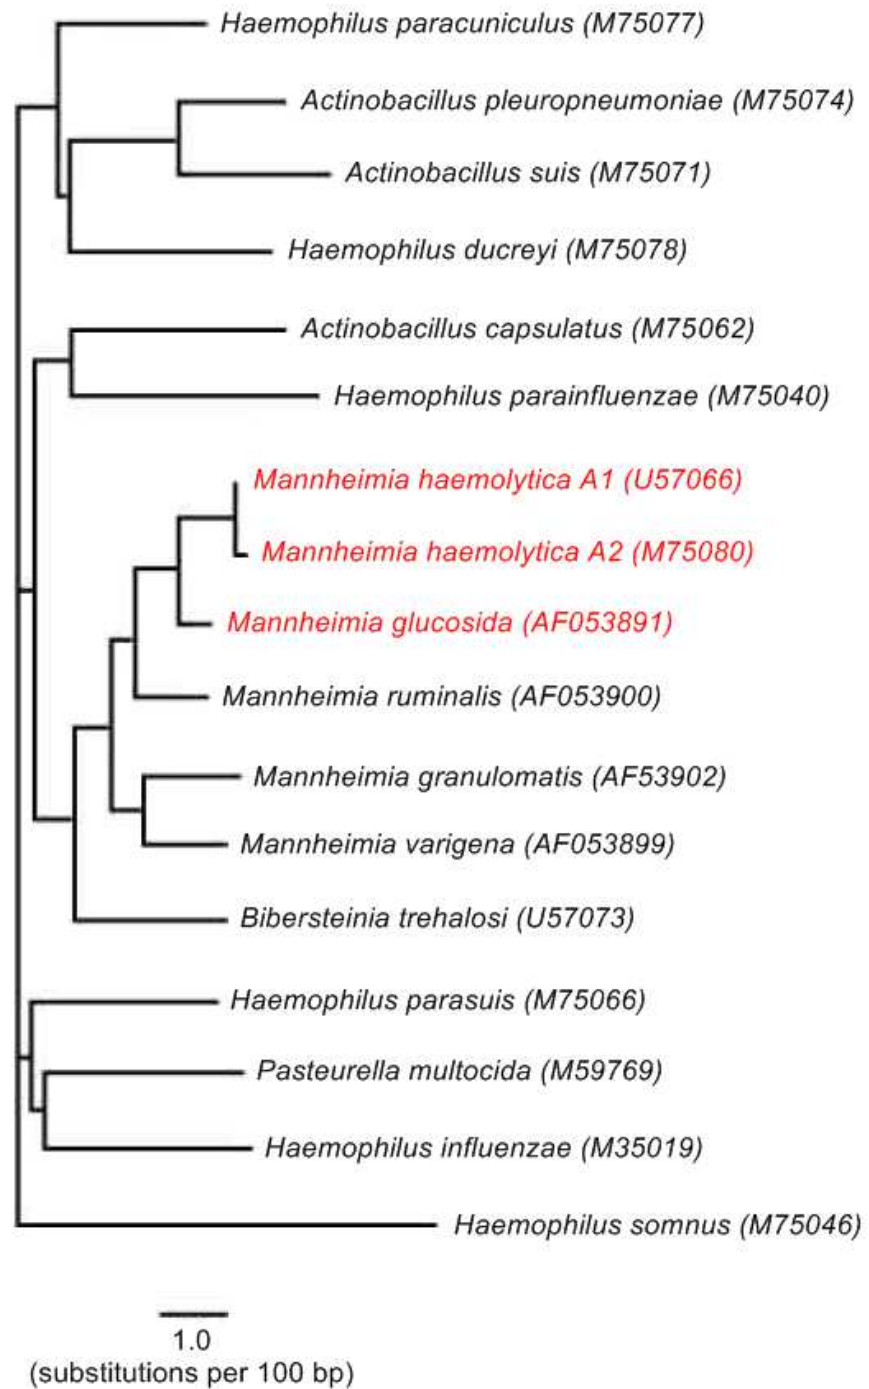 Haemophilus paracuniculus (M75077)
Actinobacillus pleuropneumoniae (M75074)
Actinobacillus suis (M75071)
Haemophilus ducreyi (M75078)
Actinobacillus capsulatus (M75062)
Haemophilus parainfluenzae (M75040)
Mannheimia haemolytica A1 (U57066)
Mannheimia haemolytica A2 (M75080)
Mannheimia glucosida (AF053891)
Mannheimia ruminalis (AF053900)
Mannheimia granulomatis (AF53902)
Mannheimia varigena (AF053899)
Bibersteinia trehalosi (U57073)
Haemophilus parasuis (M75066)
Pasteurella multocida (M59769)
Haemophilus influenzae (M35019)
Haemophilus somnus (M75046)
1.0
(substitutions per 100 bp)